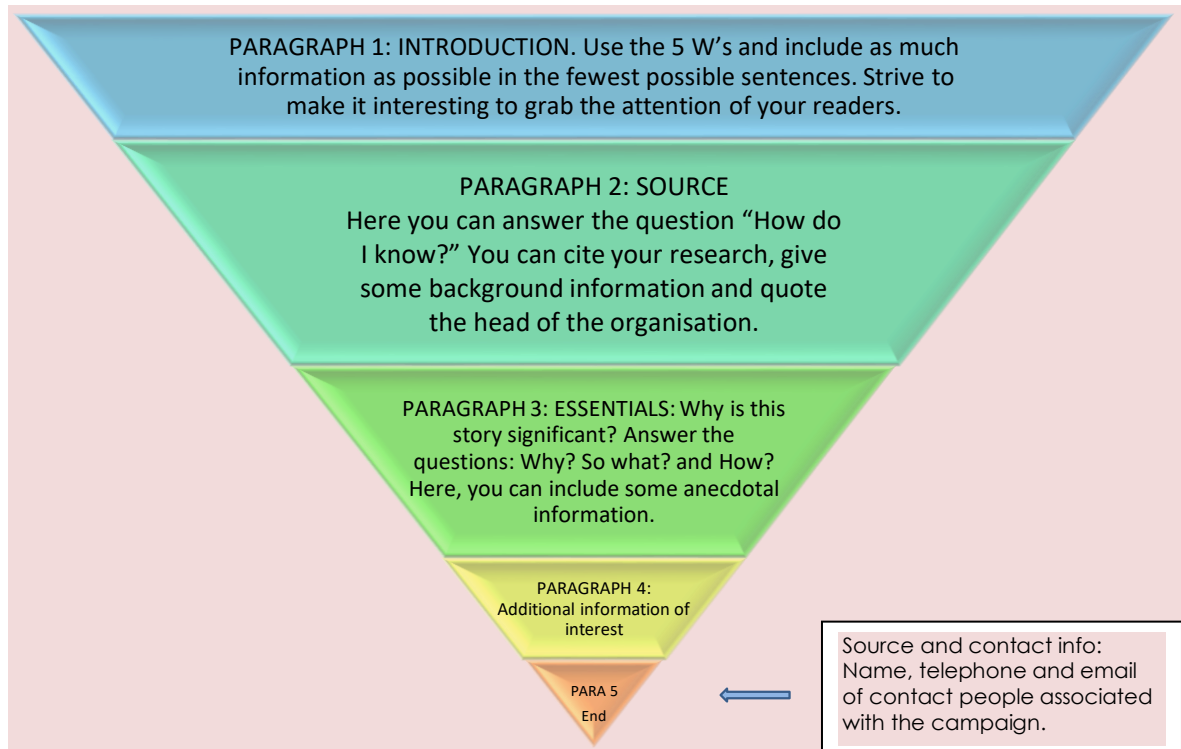 PARAGRAPH 1: INTRODUCTION. Use the 5 W’s and include as much
information as possible in the fewest possible sentences. Strive to
make it interesting to grab the attention of your readers.
PARAGRAPH 2: SOURCE
Here you can answer the question “How do
I know?” You can cite your research, give
some background information and quote
the head of the organisation.
PARAGRAPH 3: ESSENTIALS: Why is this
story significant? Answer the
questions: Why? So what? and How?
Here, you can include some anecdotal
information.
PARAGRAPH 4:
Additional information of
interest
PARA 5
End
Source and contact info:
Name, telephone and email
of contact people associated
with the campaign.